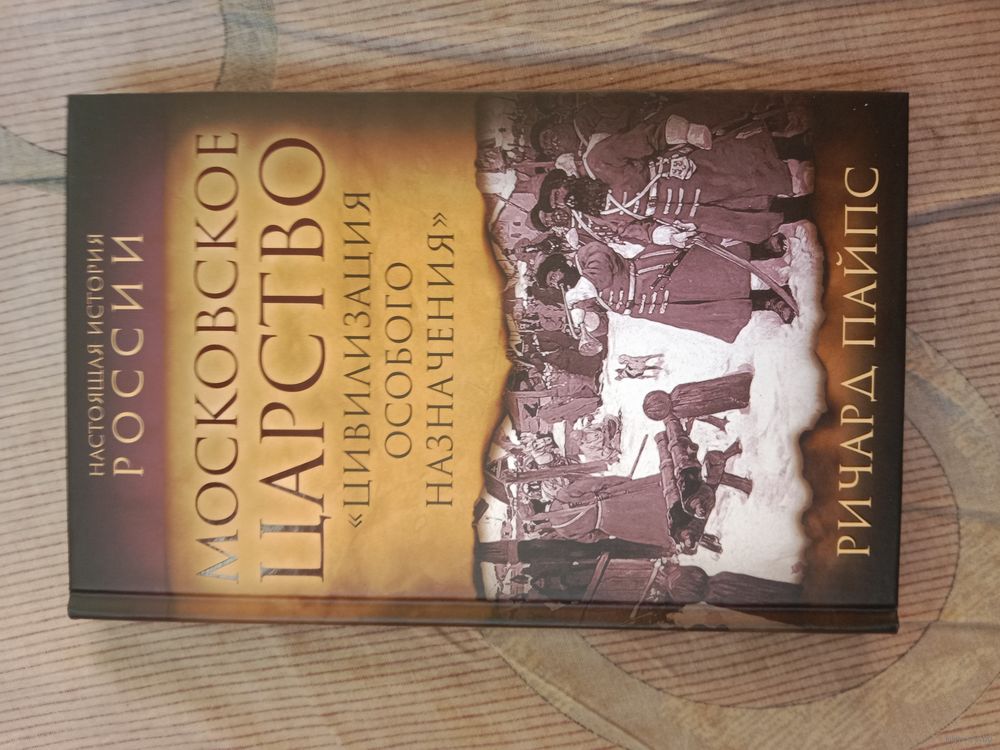 НАСТОЯЩАЯ ИСТОРИЯ
РОССИИ
МОСКОВСКОЕ
ЦАРСТВО
«ЦИВИЛИЗАЦИЯ
ОСОБОГО
НАЗНАЧЕНИЯ»
РИЧАРД ПАЙПС